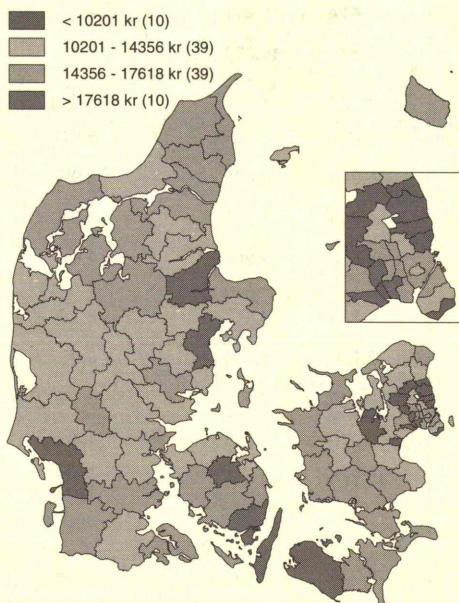 < 10201 kr (10)
10201 - 14356 kr (39)
14356 - 17618 kr (39)
> 17618 kr (10)